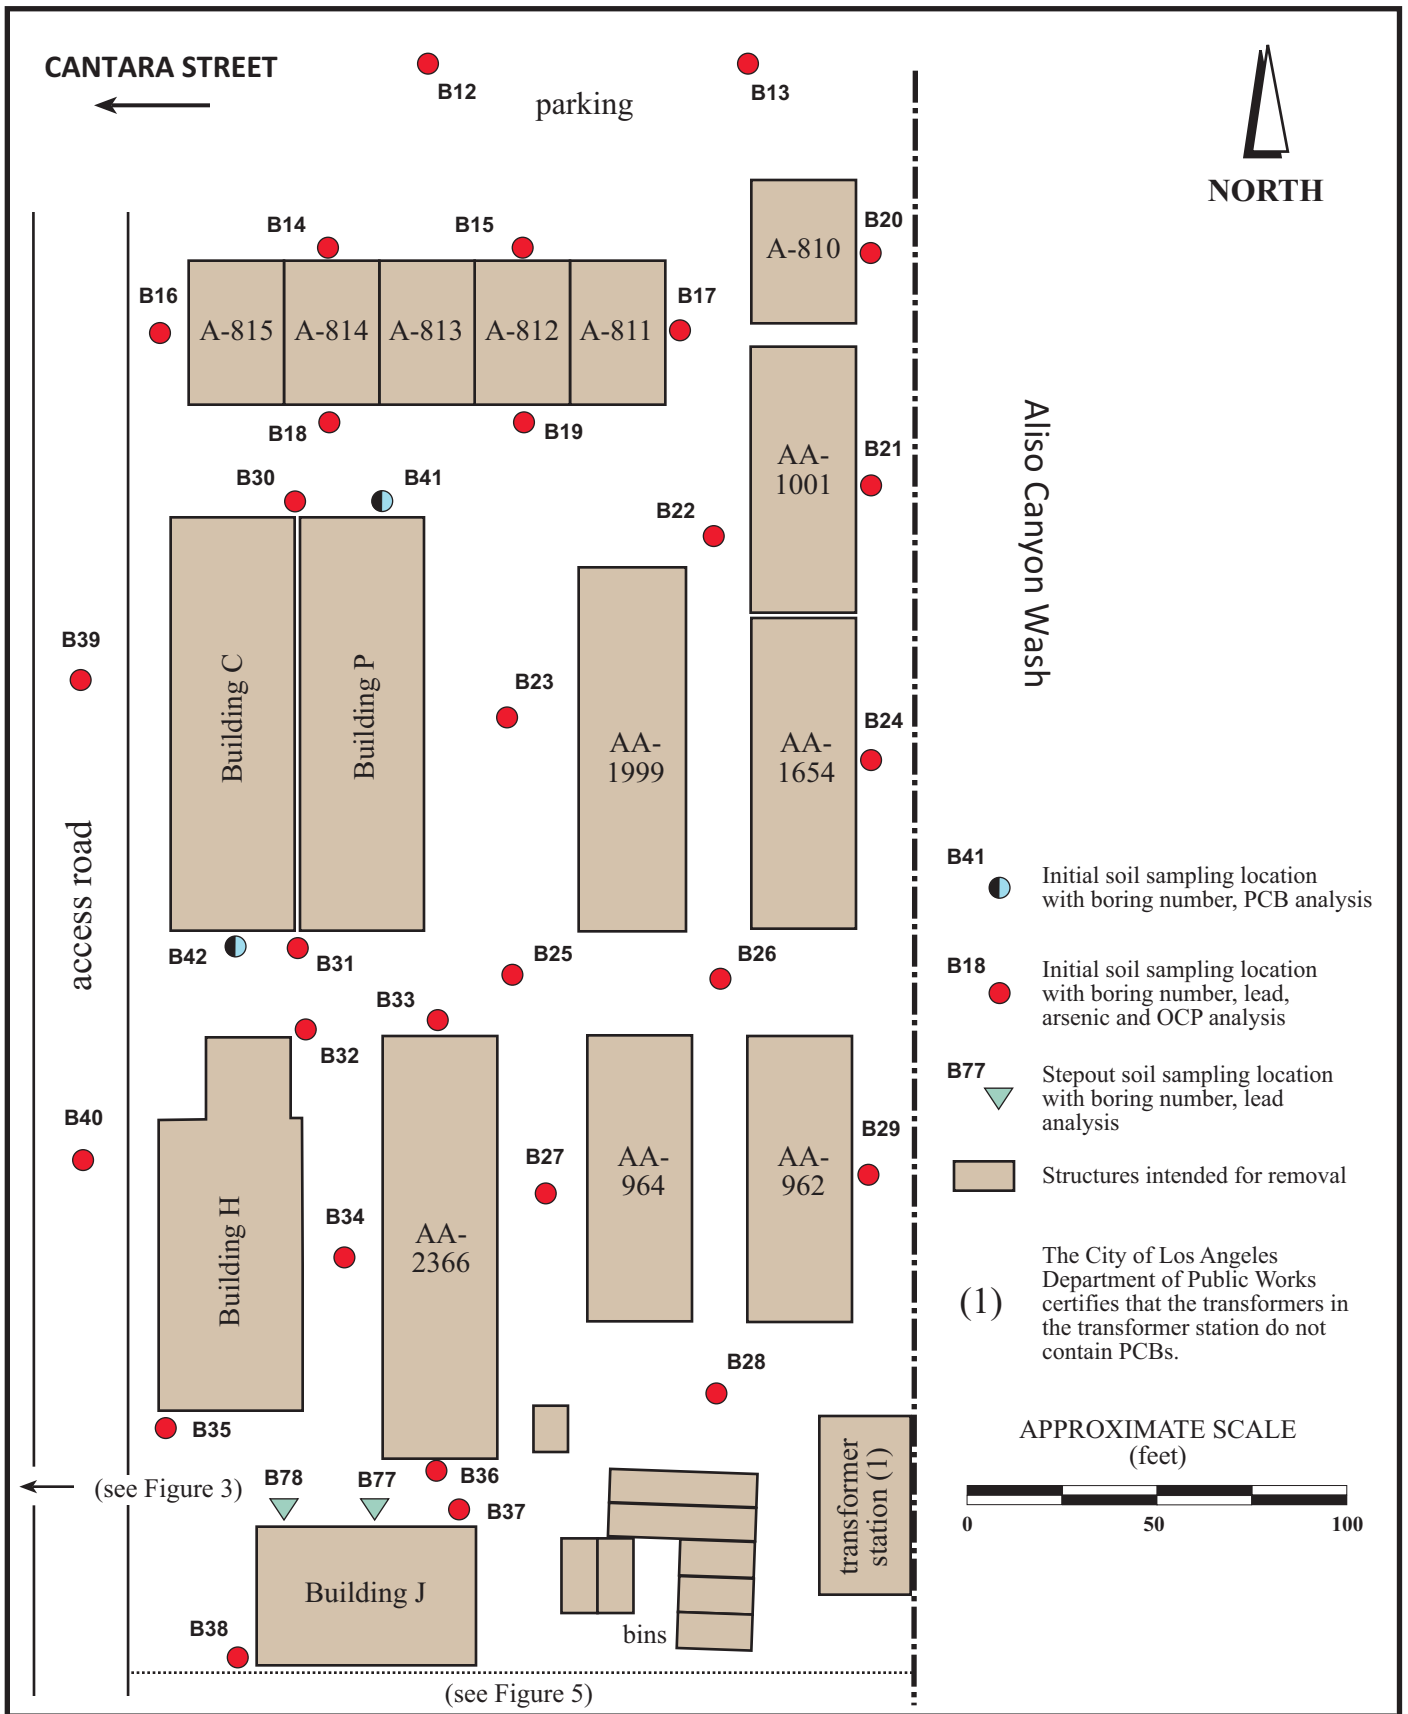 CANTARA STREET
B12
B13
parking
NORTH
B14
B15
B20
A-810
B16
B17
A-815
A-814
A-813
A-812
A-811
B18
B19
B21
AA-
1001
B30
B41
B22
Aliso Canyon Wash
B39
Building C
Building P
B23
B24
AA-
1999
AA-
1654
access road
B42
B31
B25
B26
B33
B32
B40
B29
B27
AA-
964
AA-
962
B34
AA-
2366
Building H
B28
B35
B36
(see Figure 3)
B78
B77
B37
transformer
station (1)
Building J
B38
bins
(see Figure 5)
B41
Initial soil sampling location
with boring number, PCB analysis
B18
Initial soil sampling location
with boring number, lead,
arsenic and OCP analysis
B77
Stepout soil sampling location
with boring number, lead
analysis
Structures intended for removal
(1)
The City of Los Angeles
Department of Public Works
certifies that the transformers in
the transformer station do not
contain PCBs.
APPROXIMATE SCALE
(feet)
0 50 100